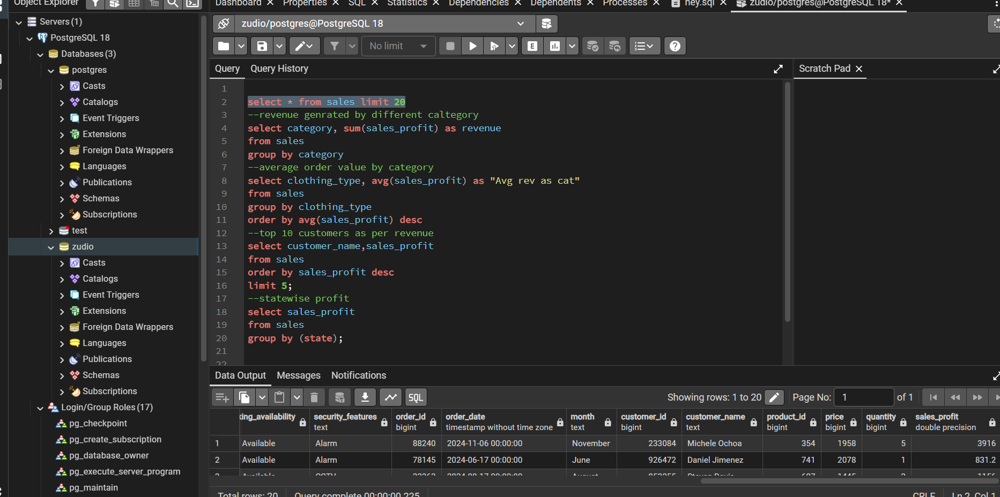 Object Explorer
Dashboard
Properties
SQL
Statistics
Dependencies
Dependents
Processes
hey.sql
zudio/postgres@PostgreSQL 18*
Servers (1)
PostgreSQL 18
Databases (3)
postgres
Casts
Catalogs
Event Triggers
Extensions
Foreign Data Wrappers
Languages
Publications
Schemas
Subscriptions
test
zudio
Casts
Catalogs
Event Triggers
Extensions
Foreign Data Wrappers
Languages
Publications
Schemas
Subscriptions
Login/Group Roles (17)
pg_checkpoint
pg_create_subscription
pg_database_owner
pg_execute_server_program
pg_maintain
zudio/postgres@PostgreSQL 18
No limit
E
Query Query History
Scratch Pad
1
2 select * from sales limit 20
3 --revenue genrated by different caltegory
4 select category, sum(sales_profit) as revenue
5 from sales
6 group by category
7 --average order value by category
8 select clothing_type, avg(sales_profit) as "Avg rev as cat"
9 from sales
10 group by clothing_type
11 order by avg(sales_profit) desc
12 --top 10 customers as per revenue
13 select customer_name,sales_profit
14 from sales
15 order by sales_profit desc
16 limit 5;
17 --statewise profit
18 select sales_profit
19 from sales
20 group by (state);
21
22
Data Output Messages Notifications
SQL
Showing rows: 1 to 20
Page No: 1 of 1
king_availability security_features order_id order_date month customer_id customer_name product_id price quantity sales_profit
text bigint timestamp without time zone text bigint text bigint bigint bigint double precision
1 Available Alarm 88240 2024-11-06 00:00:00 November 233084 Michele Ochoa 354 1958 5 3916
2 Available Alarm 78145 2024-06-17 00:00:00 June 926472 Daniel Jimenez 741 2078 1 831.2
Total rows: 20 Query complete 00:00:00.225 CRLF Ln 2, Col 1